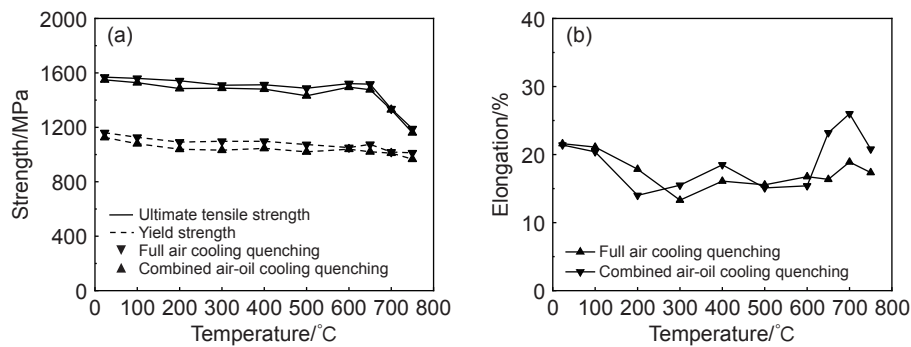 (a)
2000
1600
1200
800
400
0
Strength/MPa
Ultimate tensile strength
Yield strength
Full air cooling quenching
Combined air-oil cooling quenching
0 100 200 300 400 500 600 700 800
Temperature/°C
(b)
40
30
20
10
0
Elongation/%
Full air cooling quenching
Combined air-oil cooling quenching
0 100 200 300 400 500 600 700 800
Temperature/°C